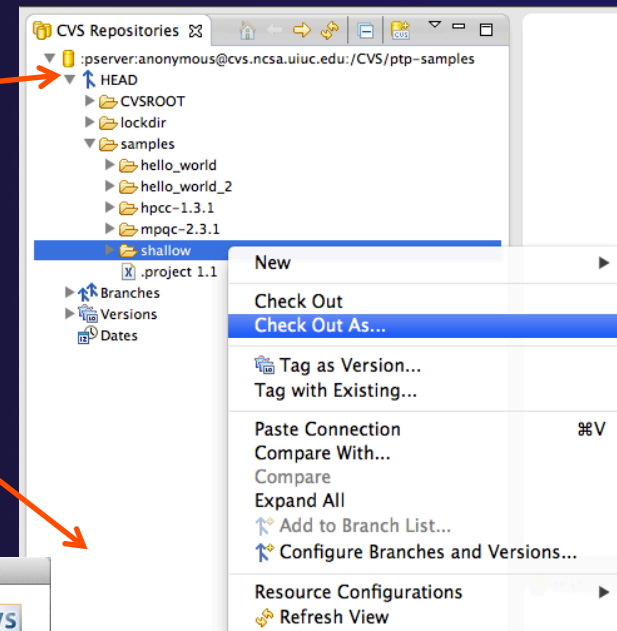 CVS Repositories
CVS
:pserver:anonymous@cvs.ncsa.uiuc.edu:/CVS/ptp-samples
HEAD
CVSROOT
lockdir
samples
hello_world
hello_world_2
hpcc-1.3.1
mpqc-2.3.1
shallow
.project 1.1
Branches
Versions
Dates
New
Check Out
Check Out As...
Tag as Version...
Tag with Existing...
Paste Connection ⌘V
Compare With...
Compare
Expand All
Add to Branch List...
Configure Branches and Versions...
Resource Configurations
Refresh View